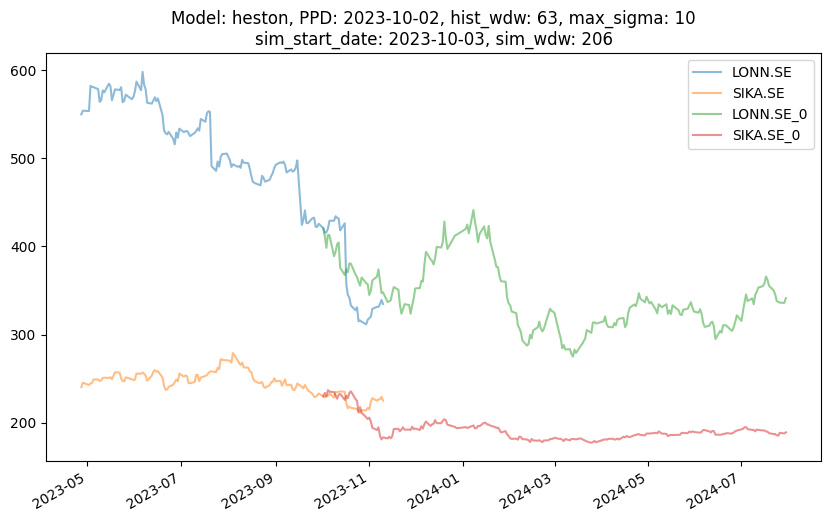 Model: heston, PPD: 2023-10-02, hist_wdw: 63, max_sigma: 10
sim_start_date: 2023-10-03, sim_wdw: 206
LONN.SE
SIKA.SE
LONN.SE_0
SIKA.SE_0
600
500
400
300
200
2023-05
2023-07
2023-09
2023-11
2024-01
2024-03
2024-05
2024-07